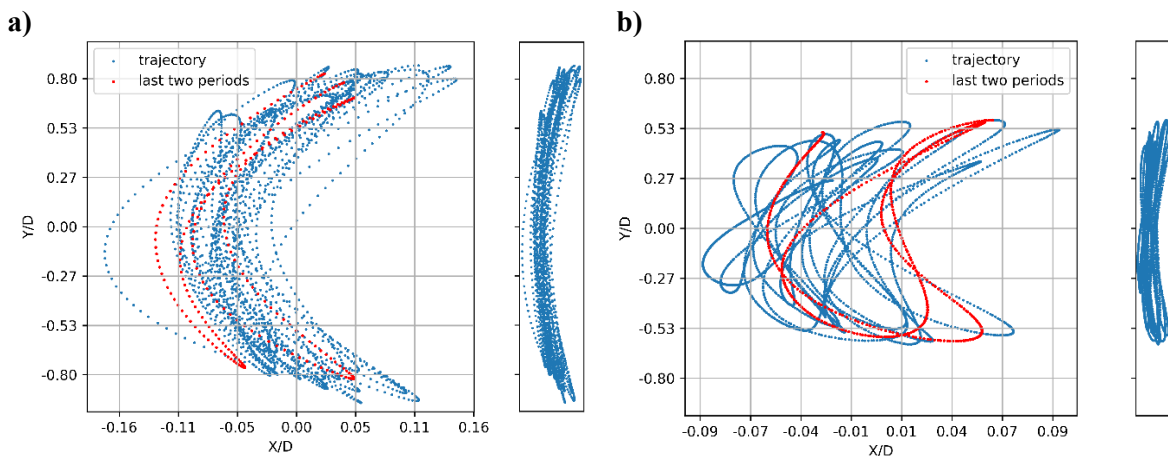 a)
trajectory
last two periods
0.80
0.53
0.27
0.00
-0.27
-0.53
-0.80
Y/D
-0.16
-0.11
-0.05
0.00
0.05
0.11
0.16
X/D
b)
trajectory
last two periods
0.80
0.53
0.27
0.00
-0.27
-0.53
-0.80
Y/D
-0.09
-0.07
-0.04
-0.01
0.01
0.04
0.07
0.09
X/D